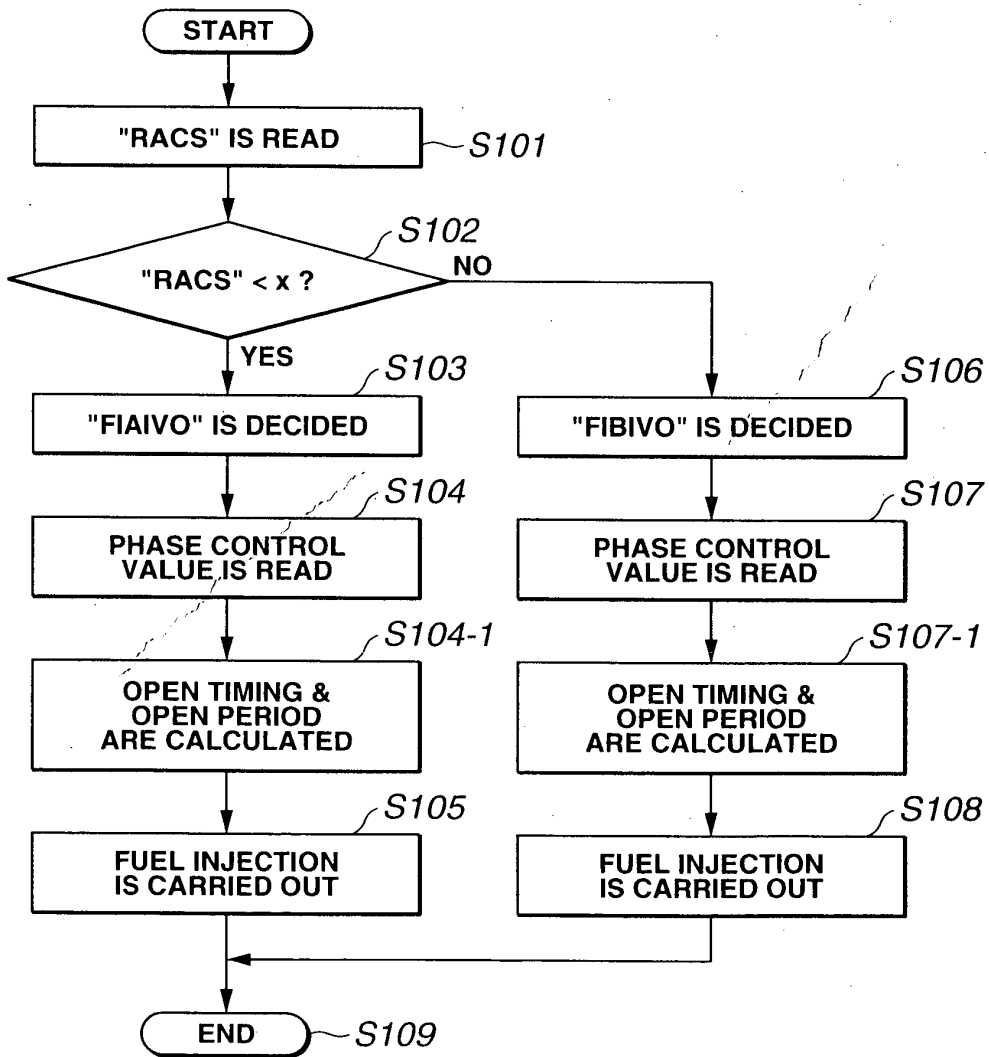 START
"RACS" IS READ
S101
S102
"RACS" < x ?
NO
YES
S103
"FIAIVO" IS DECIDED
S106
"FIBIVO" IS DECIDED
S104
PHASE CONTROL
VALUE IS READ
S107
PHASE CONTROL
VALUE IS READ
S104-1
OPEN TIMING &
OPEN PERIOD
ARE CALCULATED
S107-1
OPEN TIMING &
OPEN PERIOD
ARE CALCULATED
S105
FUEL INJECTION
IS CARRIED OUT
S108
FUEL INJECTION
IS CARRIED OUT
END
S109